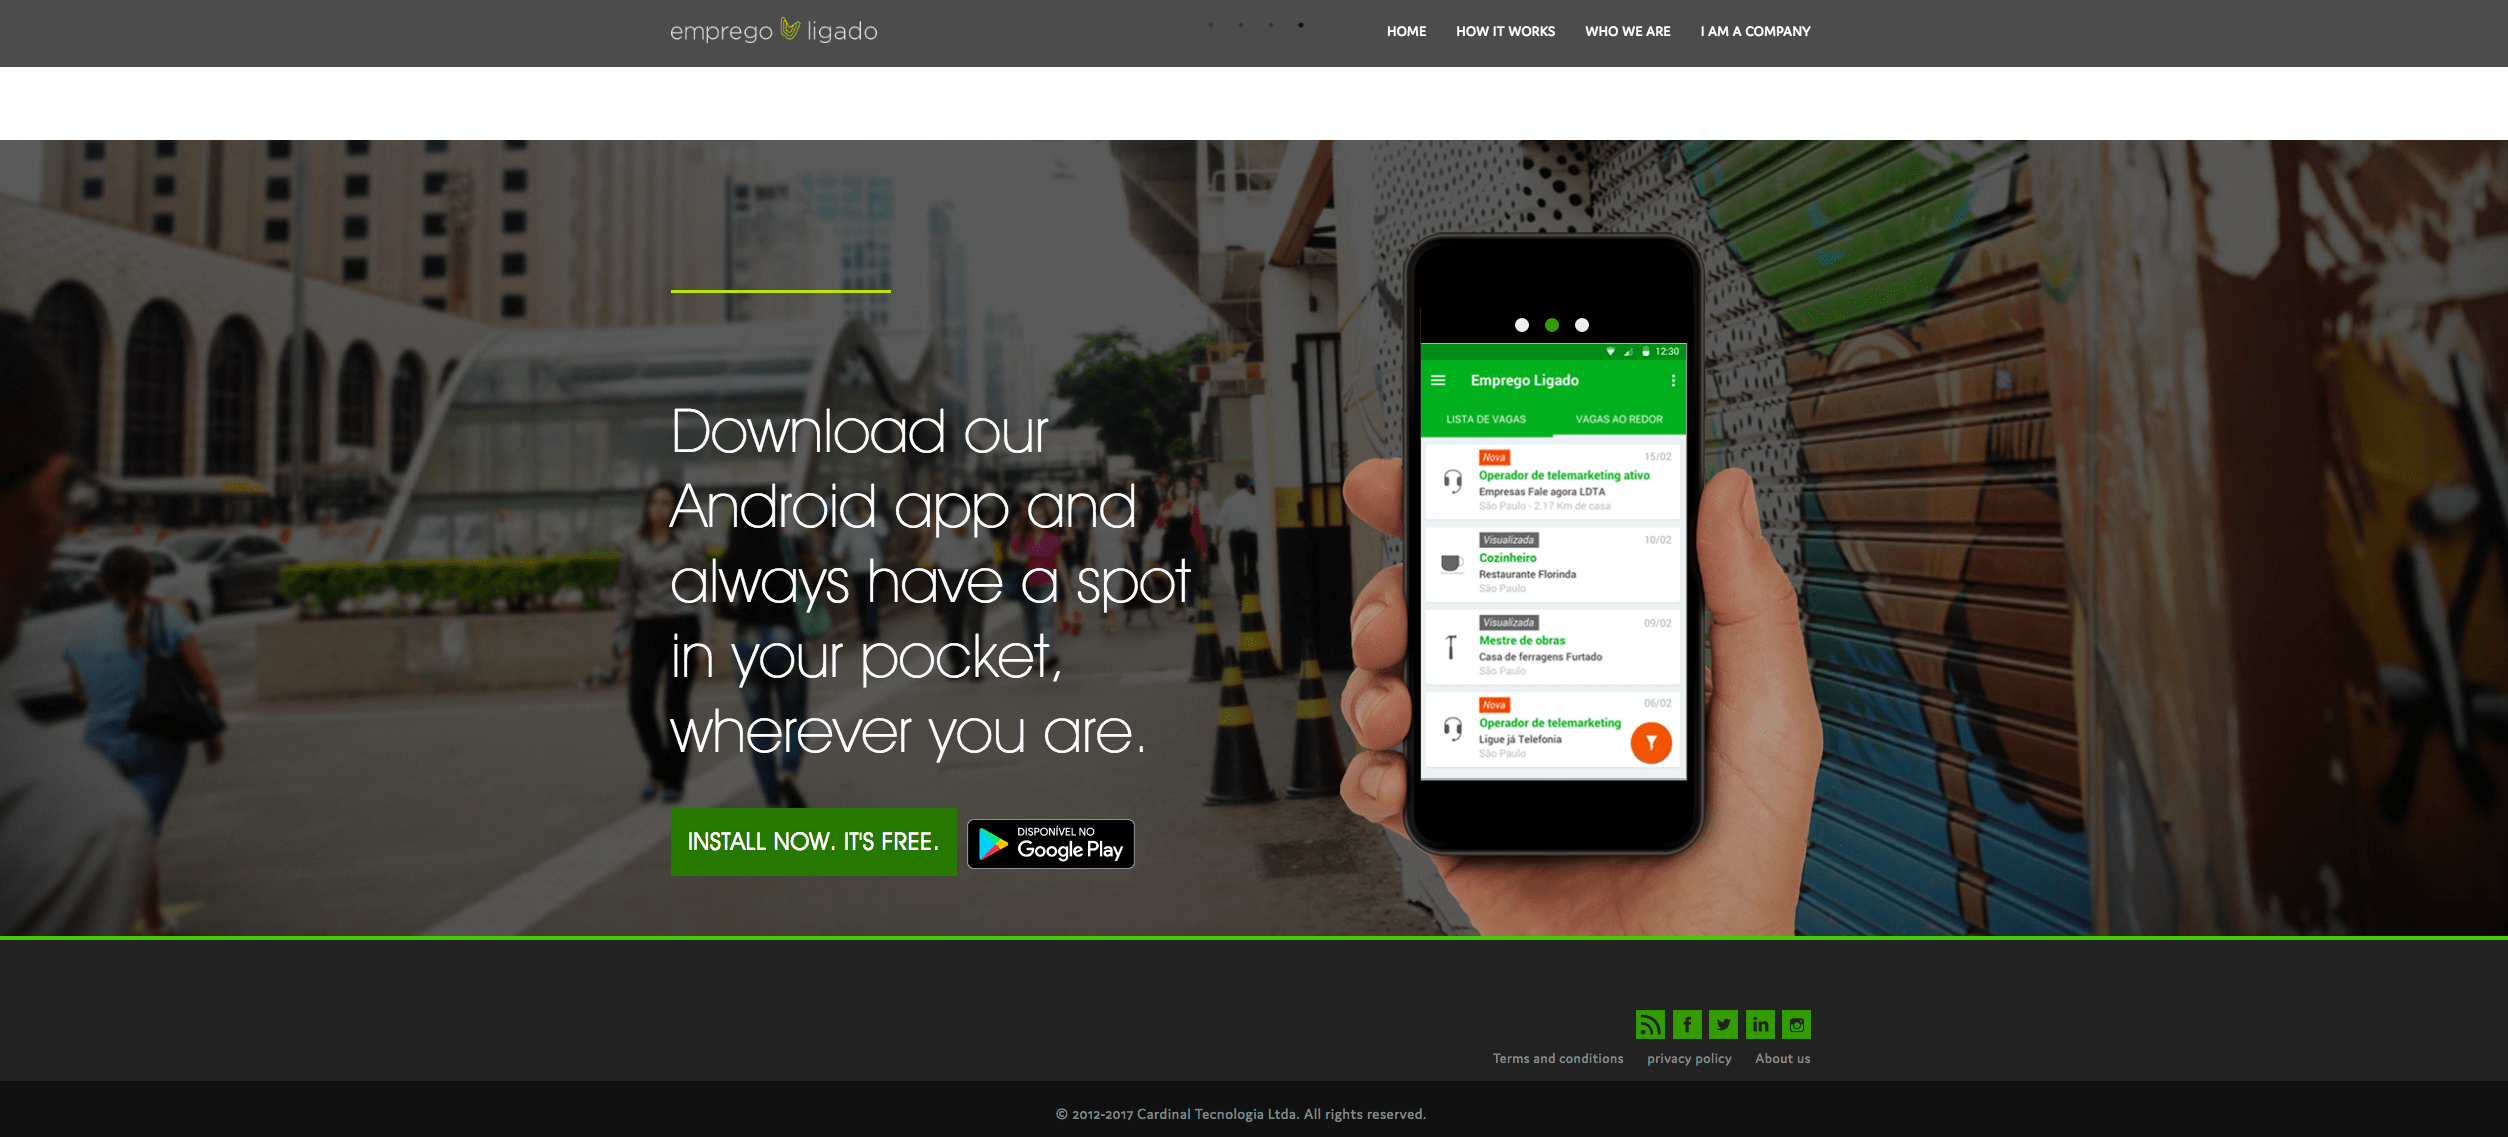 emprego ligado
HOME
HOW IT WORKS
WHO WE ARE
I AM A COMPANY
Download our
Android app and
always have a spot
in your pocket,
wherever you are.
INSTALL NOW. IT'S FREE.
DISPONÍVEL NO
Google Play
12:30
Emprego Ligado
LISTA DE VAGAS
VAGAS AO REDOR
Nova
15/02
Operador de telemarketing ativo
Empresas Fale agora LDTA
São Paulo - 2.17 Km de casa
Visualizada
10/02
Cozinheiro
Restaurante Florinda
São Paulo
Visualizada
09/02
Mestre de obras
Casa de ferragens Furtado
São Paulo
Nova
06/02
Operador de telemarketing
Ligue já Telefonia
São Paulo
Terms and conditions
privacy policy
About us
© 2012-2017 Cardinal Tecnologia Ltda. All rights reserved.